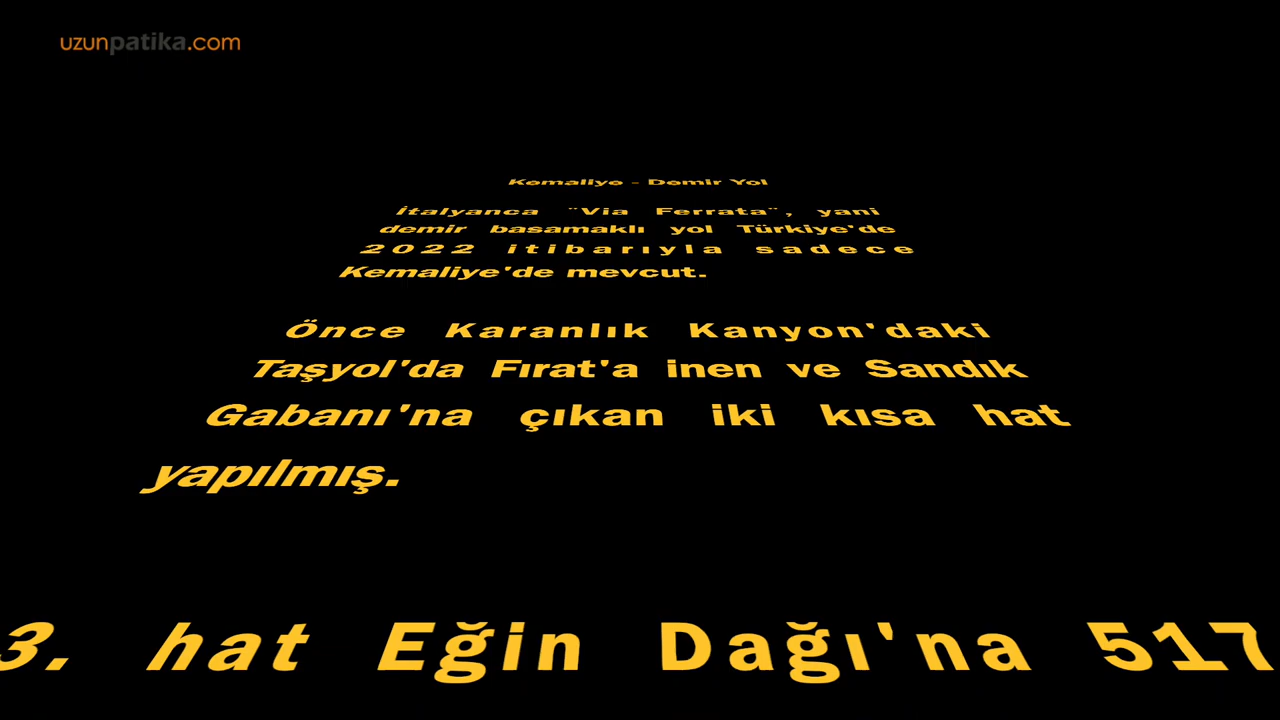 uzunpatika.com
Kemaliye - Demir Yol
İtalyanca "Via Ferrata", yani
demir basamaklı yol Türkiye'de
2022 itibarıyla sadece
Kemaliye'de mevcut.
Önce Karanlık Kanyon'daki
Taşyol'da Fırat'a inen ve Sandık
Gabanı'na çıkan iki kısa hat
yapılmış.
3. hat Eğin Dağı'na 517